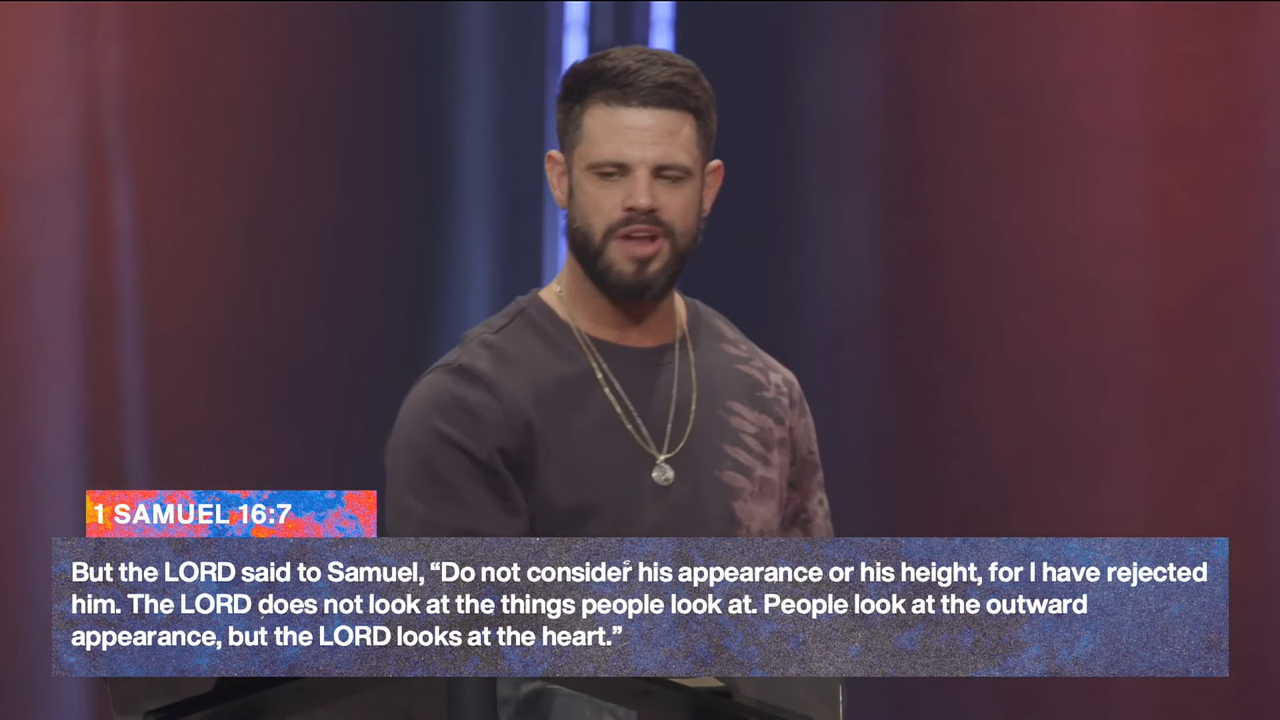 1 SAMUEL 16:7
But the LORD said to Samuel, “Do not consider his appearance or his height, for I have rejected
him. The LORD does not look at the things people look at. People look at the outward
appearance, but the LORD looks at the heart.”